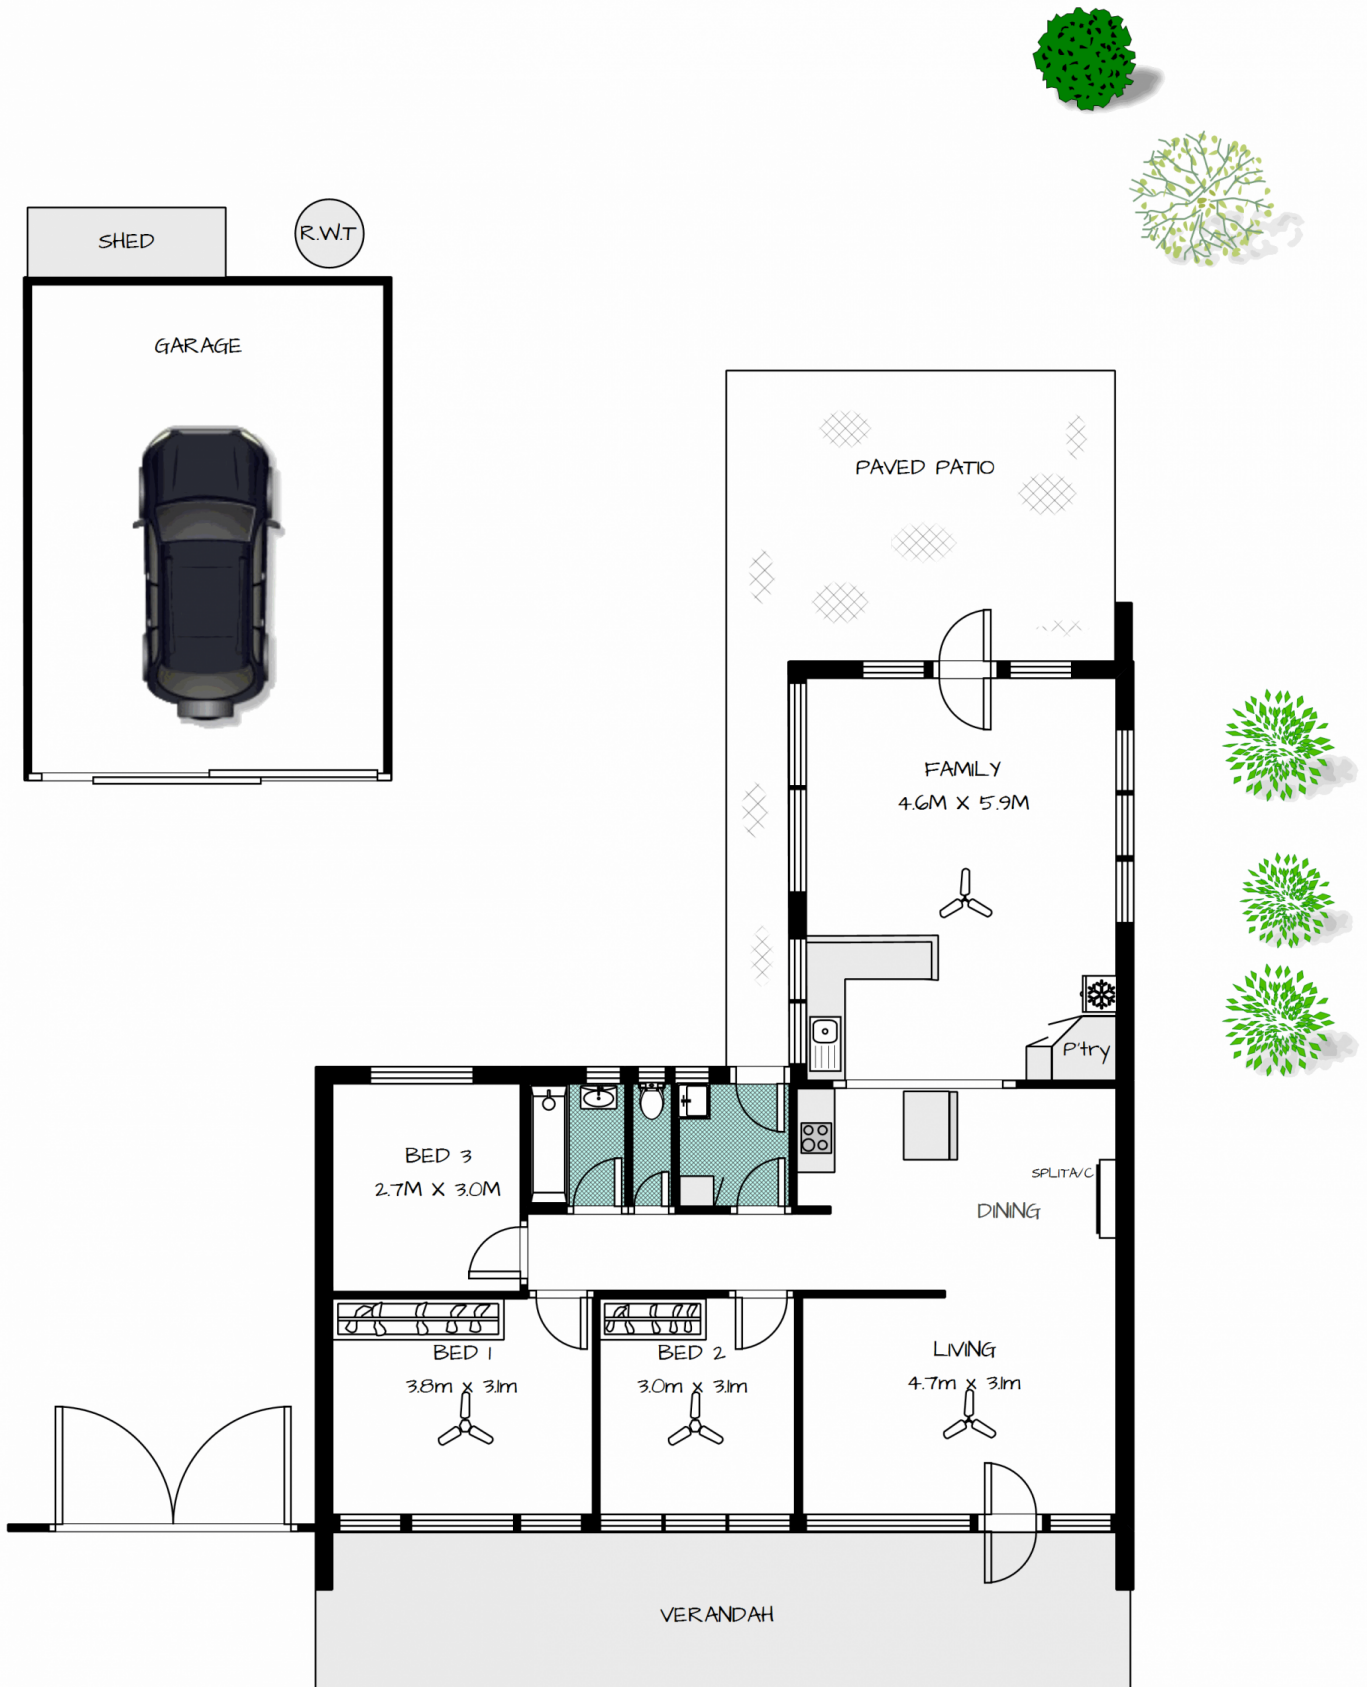 SHED
R.W.T
GARAGE
PAVED PATIO
FAMILY
4.6M X 5.9M
P'try
SPLITA/C
DINING
BED 3
2.7M X 3.0M
BED 1
3.8m x 3.1m
BED 2
3.0m x 3.1m
LIVING
4.7m x 3.1m
VERANDAH